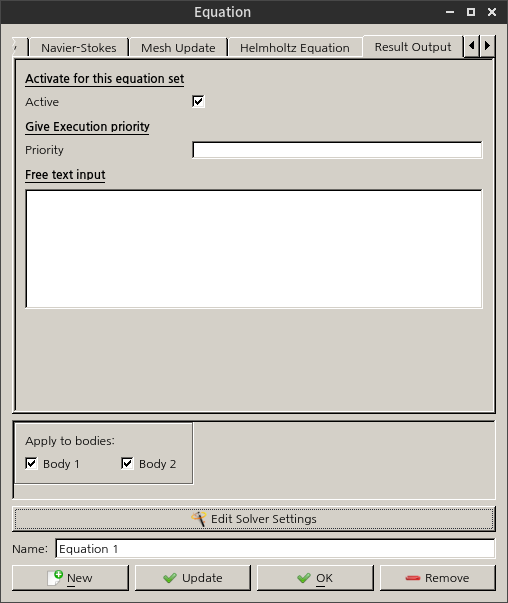 Equation
Navier-Stokes Mesh Update Helmholtz Equation Result Output
Activate for this equation set
Active
Give Execution priority
Priority
Free text input
Apply to bodies:
Body 1 Body 2
Edit Solver Settings
Name: Equation 1
New Update OK Remove